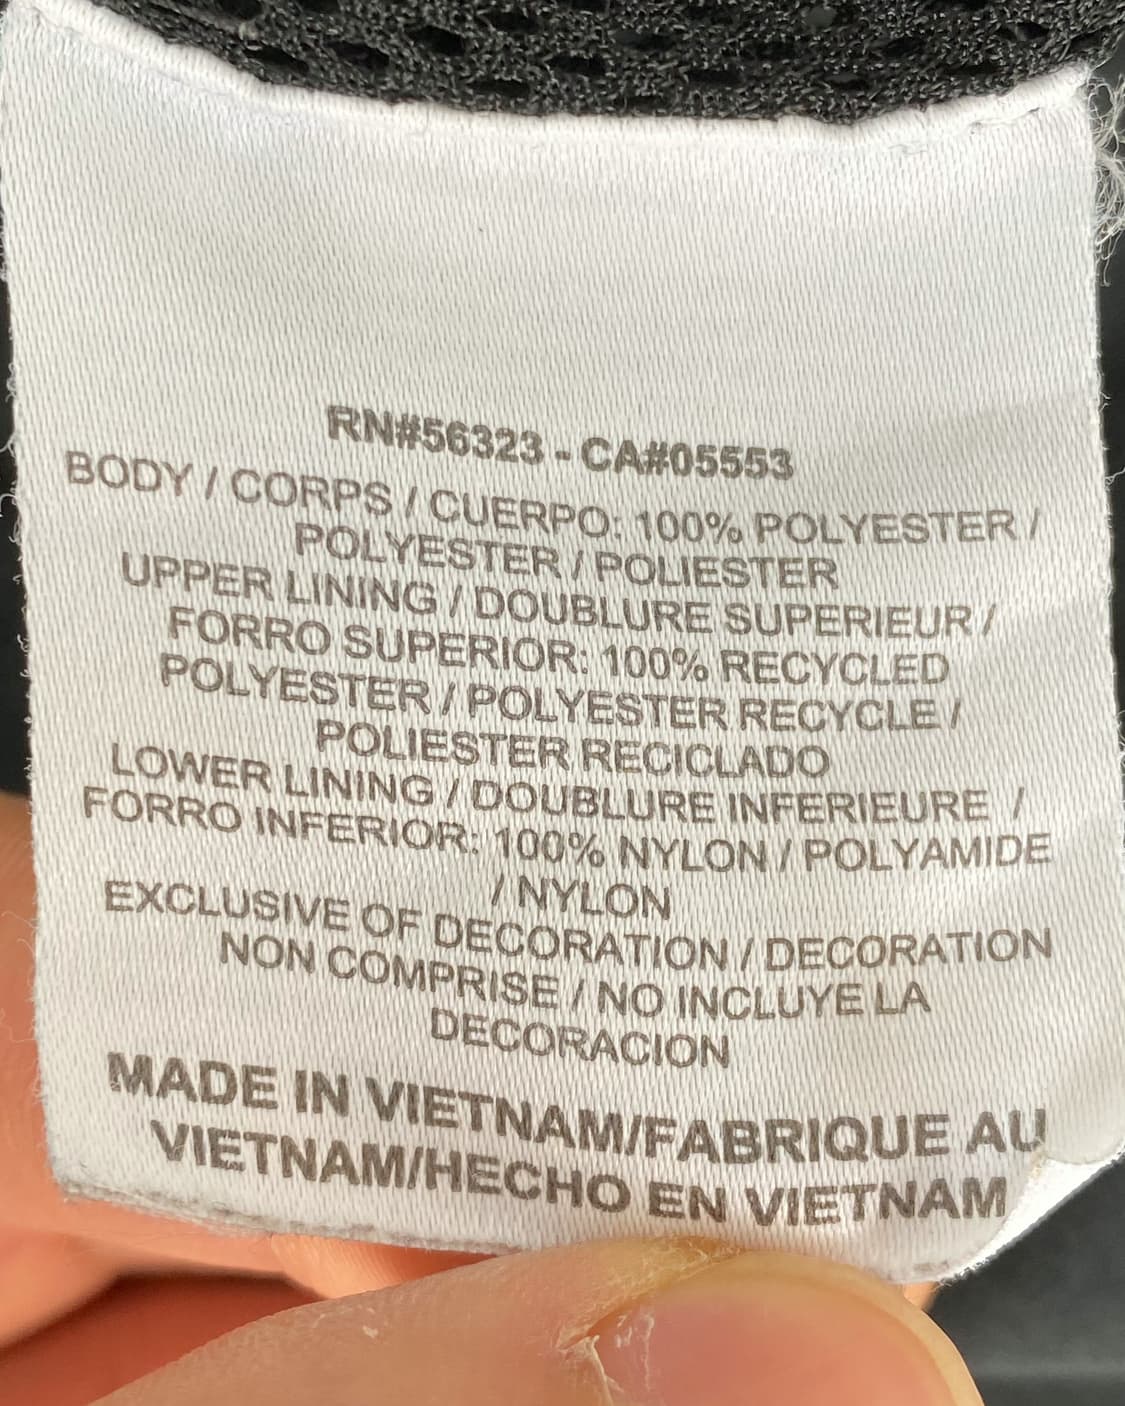 RN#56323 - CA#05553
BODY / CORPS / CUERPO: 100% POLYESTER /
POLYESTER / POLIESTER
UPPER LINING / DOUBLURE SUPERIEUR /
FORRO SUPERIOR: 100% RECYCLED
POLYESTER / POLYESTER RECYCLE /
POLIESTER RECICLADO
LOWER LINING / DOUBLURE INFERIEURE /
FORRO INFERIOR: 100% NYLON / POLYAMIDE
/ NYLON
EXCLUSIVE OF DECORATION / DECORATION
NON COMPRISE / NO INCLUYE LA
DECORACION
MADE IN VIETNAM/FABRIQUE AU
VIETNAM/HECHO EN VIETNAM